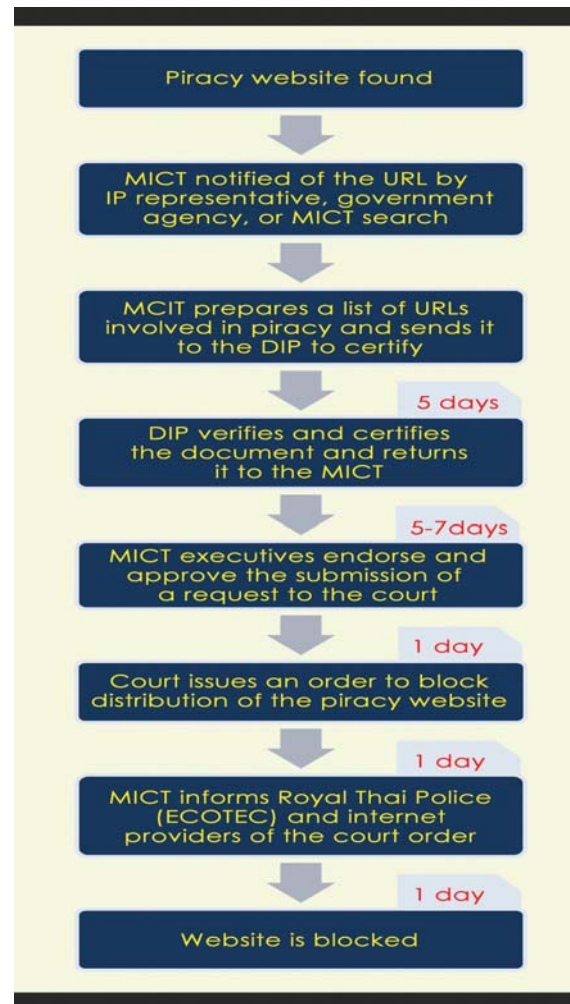 Piracy website found
MICT notified of the URL by
IP representative, government
agency, or MICT search
MCIT prepares a list of URLs
involved in piracy and sends it
to the DIP to certify
5 days
DIP verifies and certifies
the document and returns
it to the MICT
5-7days
MICT executives endorse and
approve the submission of
a request to the court
1 day
Court issues an order to block
distribution of the piracy website
1 day
MICT informs Royal Thai Police
(ECOTEC) and internet
providers of the court order
1 day
Website is blocked